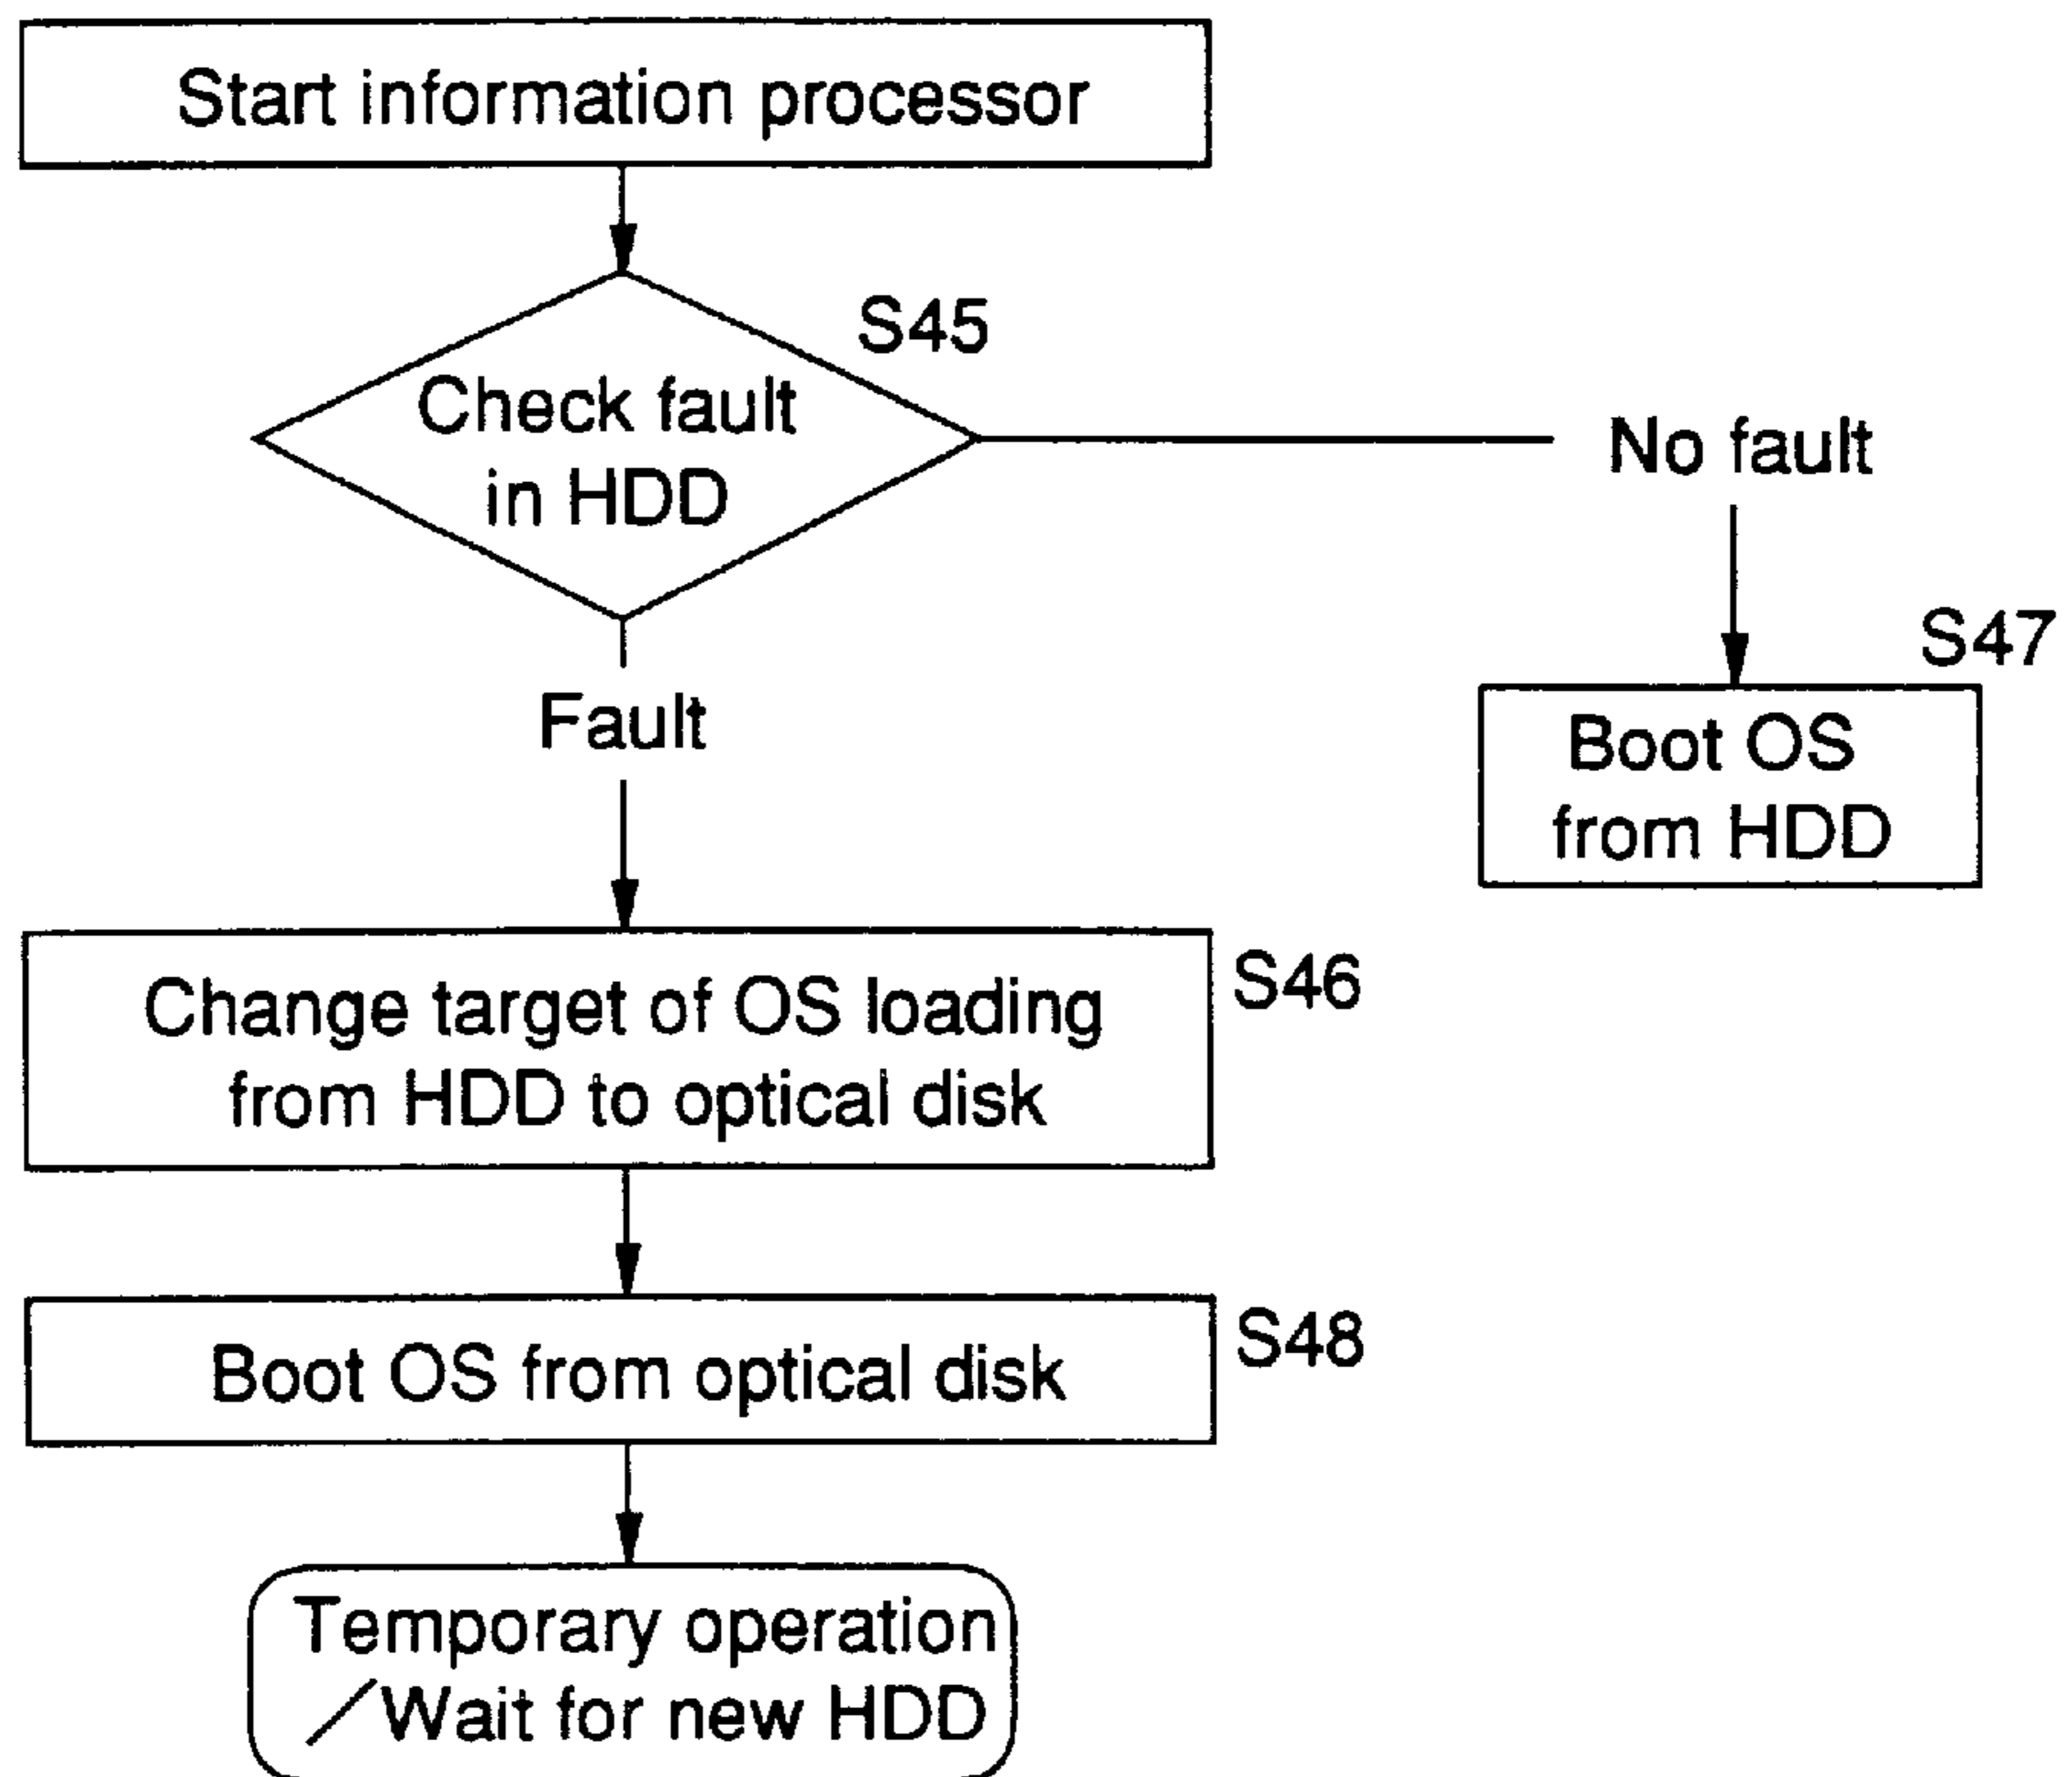 Start information processor
S45
Check fault
in HDD
No fault
Fault
S47
Boot OS
from HDD
S46
Change target of OS loading
from HDD to optical disk
S48
Boot OS from optical disk
Temporary operation
/Wait for new HDD